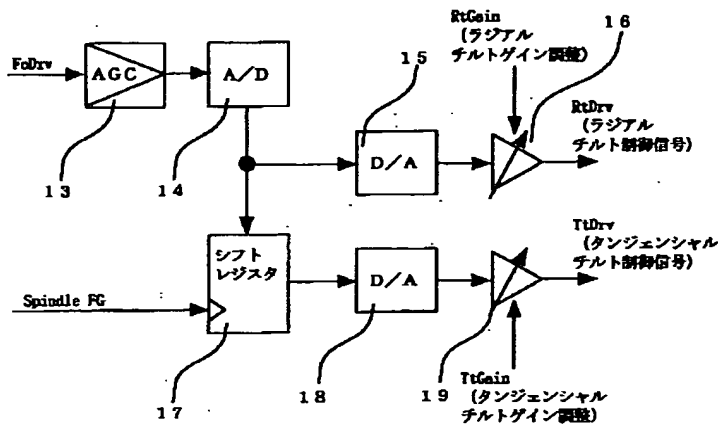 RtGain
(ラジアル
チルトゲイン調整)
16
FoDrv
AGC
A/D
15
RtDrv
(ラジアル
チルト制御信号)
13
14
D/A
シフト
レジスタ
D/A
TtDrv
(タンジェンシャル
チルト制御信号)
Spindle FG
17
18
19
TtGain
(タンジェンシャル
チルトゲイン調整)